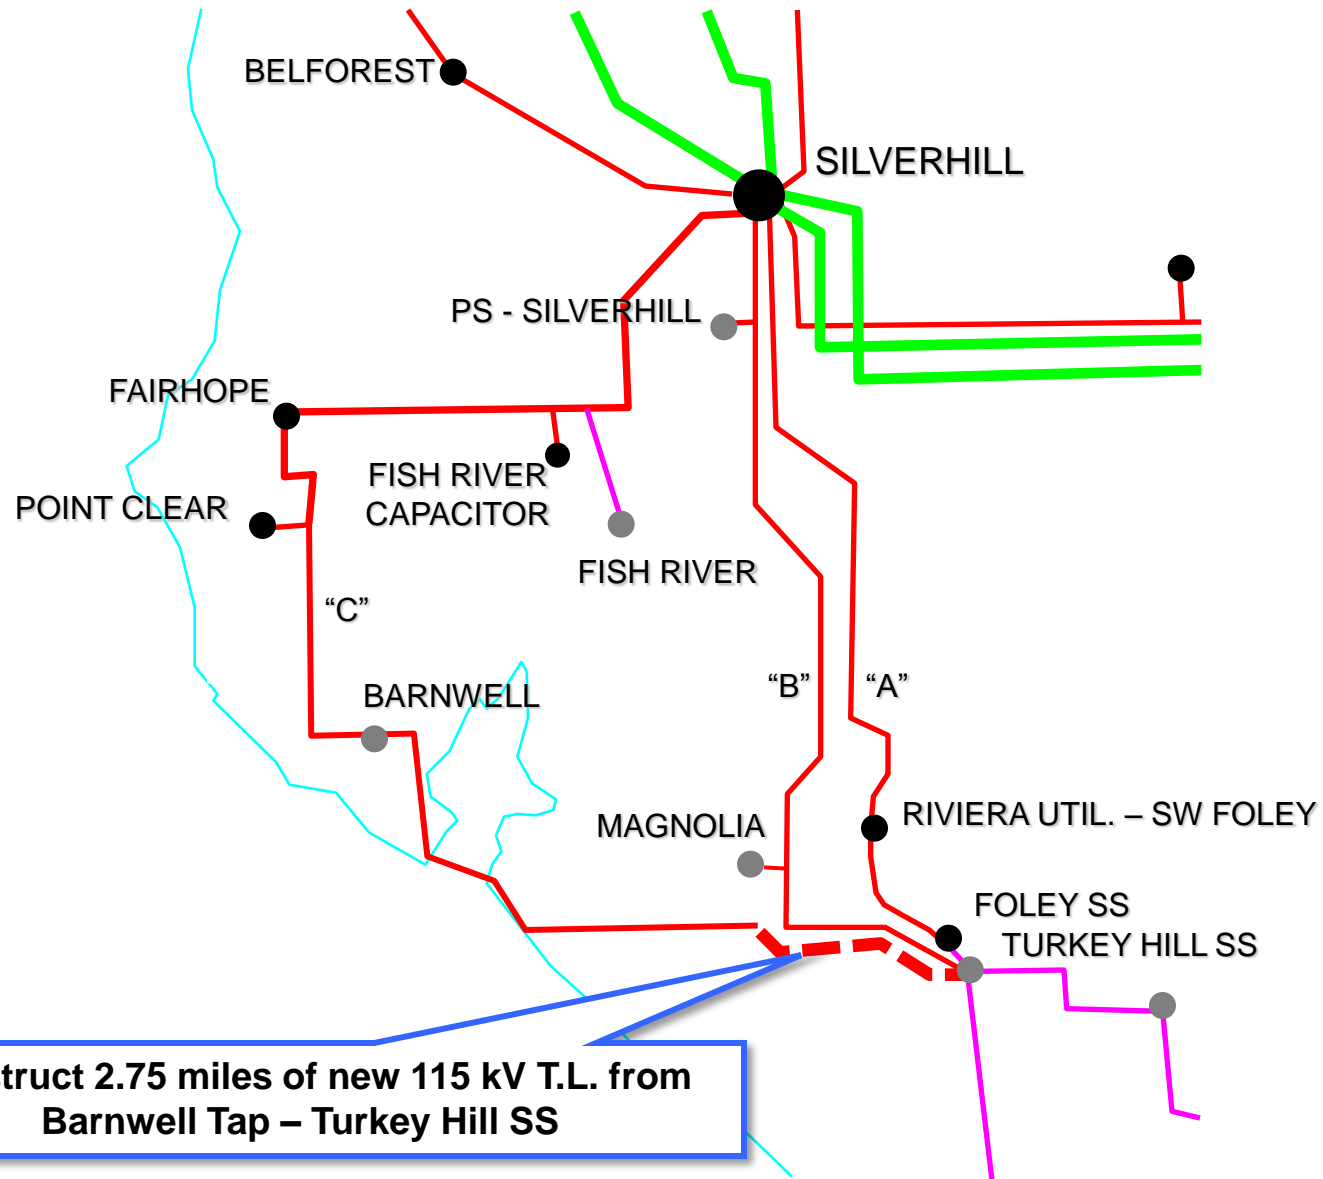 BELFOREST
SILVERHILL
PS - SILVERHILL
FAIRHOPE
FISH RIVER
CAPACITOR
POINT CLEAR
FISH RIVER
“C”
BARNWELL
“B”
“A”
MAGNOLIA
RIVIERA UTIL. – SW FOLEY
FOLEY SS
TURKEY HILL SS
truct 2.75 miles of new 115 kV T.L. from
Barnwell Tap – Turkey Hill SS